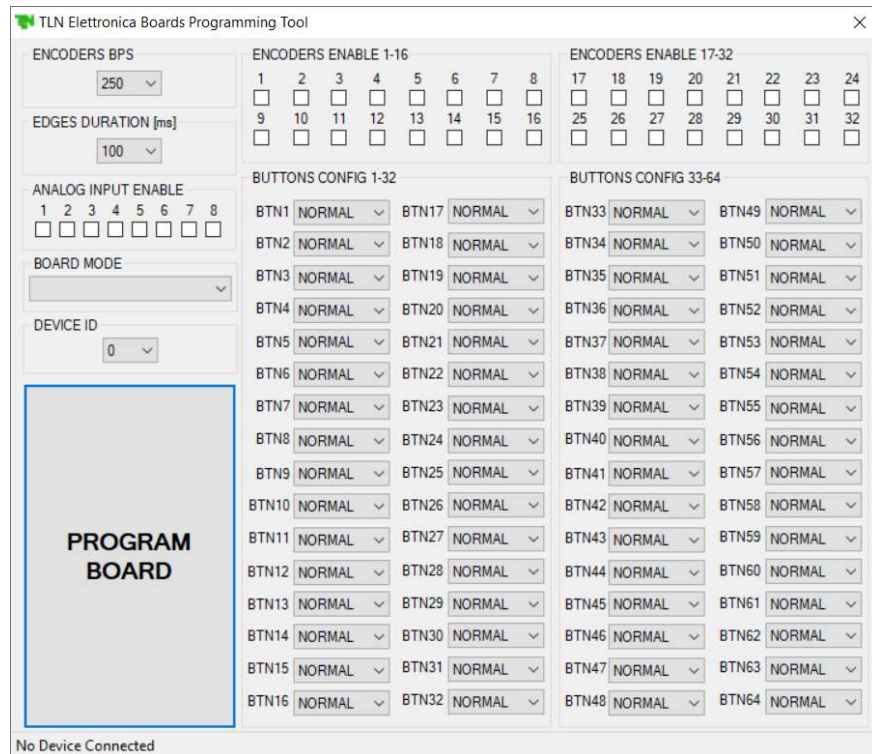 TLN Elettronica Boards Programming Tool
ENCODERS BPS
250
EDGES DURATION [ms]
100
ANALOG INPUT ENABLE
1 2 3 4 5 6 7 8
BOARD MODE
DEVICE ID
0
PROGRAM
BOARD
ENCODERS ENABLE 1-16
1 2 3 4 5 6 7 8
9 10 11 12 13 14 15 16
ENCODERS ENABLE 17-32
17 18 19 20 21 22 23 24
25 26 27 28 29 30 31 32
BUTTONS CONFIG 1-32
BTN1 NORMAL BTN17 NORMAL
BTN2 NORMAL BTN18 NORMAL
BTN3 NORMAL BTN19 NORMAL
BTN4 NORMAL BTN20 NORMAL
BTN5 NORMAL BTN21 NORMAL
BTN6 NORMAL BTN22 NORMAL
BTN7 NORMAL BTN23 NORMAL
BTN8 NORMAL BTN24 NORMAL
BTN9 NORMAL BTN25 NORMAL
BTN10 NORMAL BTN26 NORMAL
BTN11 NORMAL BTN27 NORMAL
BTN12 NORMAL BTN28 NORMAL
BTN13 NORMAL BTN29 NORMAL
BTN14 NORMAL BTN30 NORMAL
BTN15 NORMAL BTN31 NORMAL
BTN16 NORMAL BTN32 NORMAL
BUTTONS CONFIG 33-64
BTN33 NORMAL BTN49 NORMAL
BTN34 NORMAL BTN50 NORMAL
BTN35 NORMAL BTN51 NORMAL
BTN36 NORMAL BTN52 NORMAL
BTN37 NORMAL BTN53 NORMAL
BTN38 NORMAL BTN54 NORMAL
BTN39 NORMAL BTN55 NORMAL
BTN40 NORMAL BTN56 NORMAL
BTN41 NORMAL BTN57 NORMAL
BTN42 NORMAL BTN58 NORMAL
BTN43 NORMAL BTN59 NORMAL
BTN44 NORMAL BTN60 NORMAL
BTN45 NORMAL BTN61 NORMAL
BTN46 NORMAL BTN62 NORMAL
BTN47 NORMAL BTN63 NORMAL
BTN48 NORMAL BTN64 NORMAL
No Device Connected